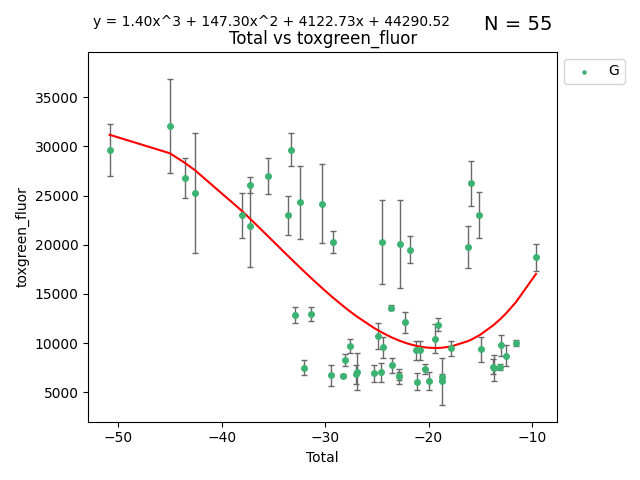 y = 1.40x^3 + 147.30x^2 + 4122.73x + 44290.52
N = 55
Total vs toxgreen_fluor
G
35000
30000
25000
20000
15000
10000
5000
toxgreen_fluor
−50
−40
−30
−20
−10
Total